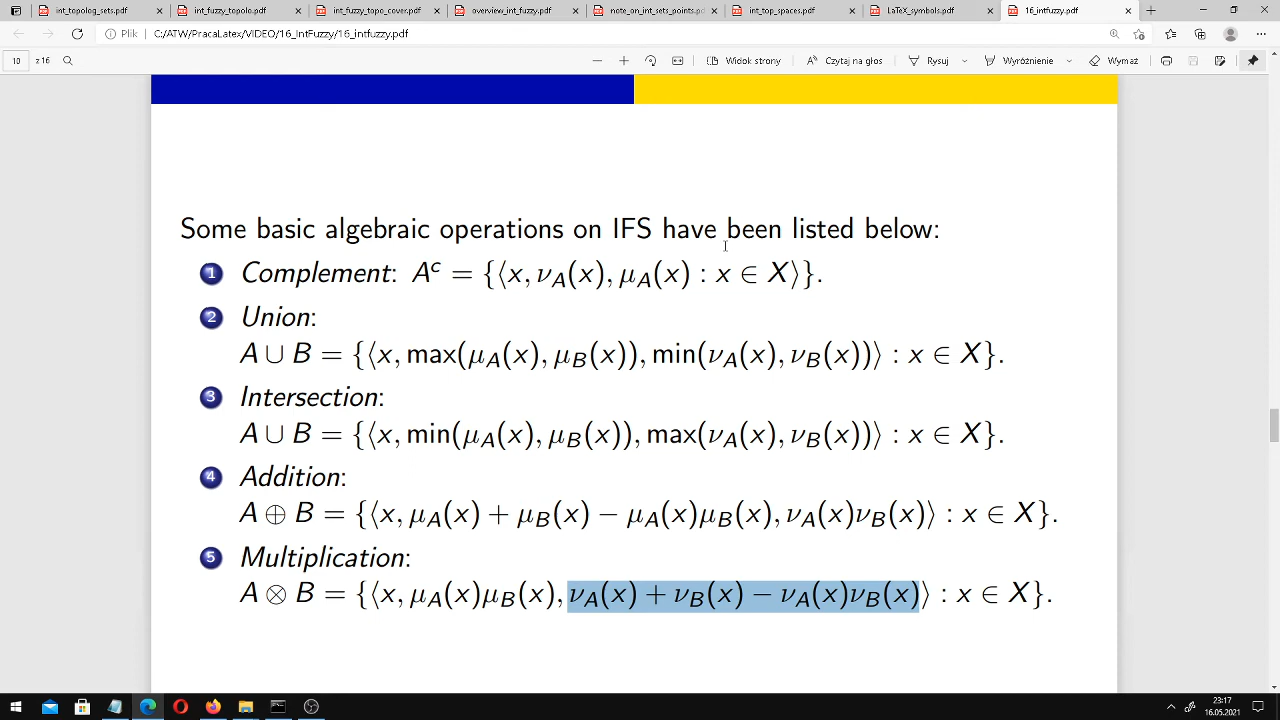 int_topolog_sets.pdf
int_fuzzy_topolo.pdf
int_fuzzy_topo_cover.pdf
overview_int_fuzzy.pdf
note_on_int_sets_points.pdf
int_top_spaces.pdf
LaTeX_symbols.pdf
16_intfuzzy.pdf
Plik | C:/ATW/PracaLatex/VIDEO/16_IntFuzzy/16_intfuzzy.pdf
10 z 16 Widok strony Czytaj na głos Rysuj Wyróżnienie Wymaż
Some basic algebraic operations on IFS have been listed below:
1 Complement: Aᶜ = {⟨x, ν_A(x), μ_A(x) : x ∈ X⟩}.
2 Union:
A ∪ B = {⟨x, max(μ_A(x), μ_B(x)), min(ν_A(x), ν_B(x))⟩ : x ∈ X}.
3 Intersection:
A ∪ B = {⟨x, min(μ_A(x), μ_B(x)), max(ν_A(x), ν_B(x))⟩ : x ∈ X}.
4 Addition:
A ⊕ B = {⟨x, μ_A(x) + μ_B(x) − μ_A(x)μ_B(x), ν_A(x)ν_B(x)⟩ : x ∈ X}.
5 Multiplication:
A ⊗ B = {⟨x, μ_A(x)μ_B(x), ν_A(x) + ν_B(x) − ν_A(x)ν_B(x)⟩ : x ∈ X}.
23:17
16.05.2021